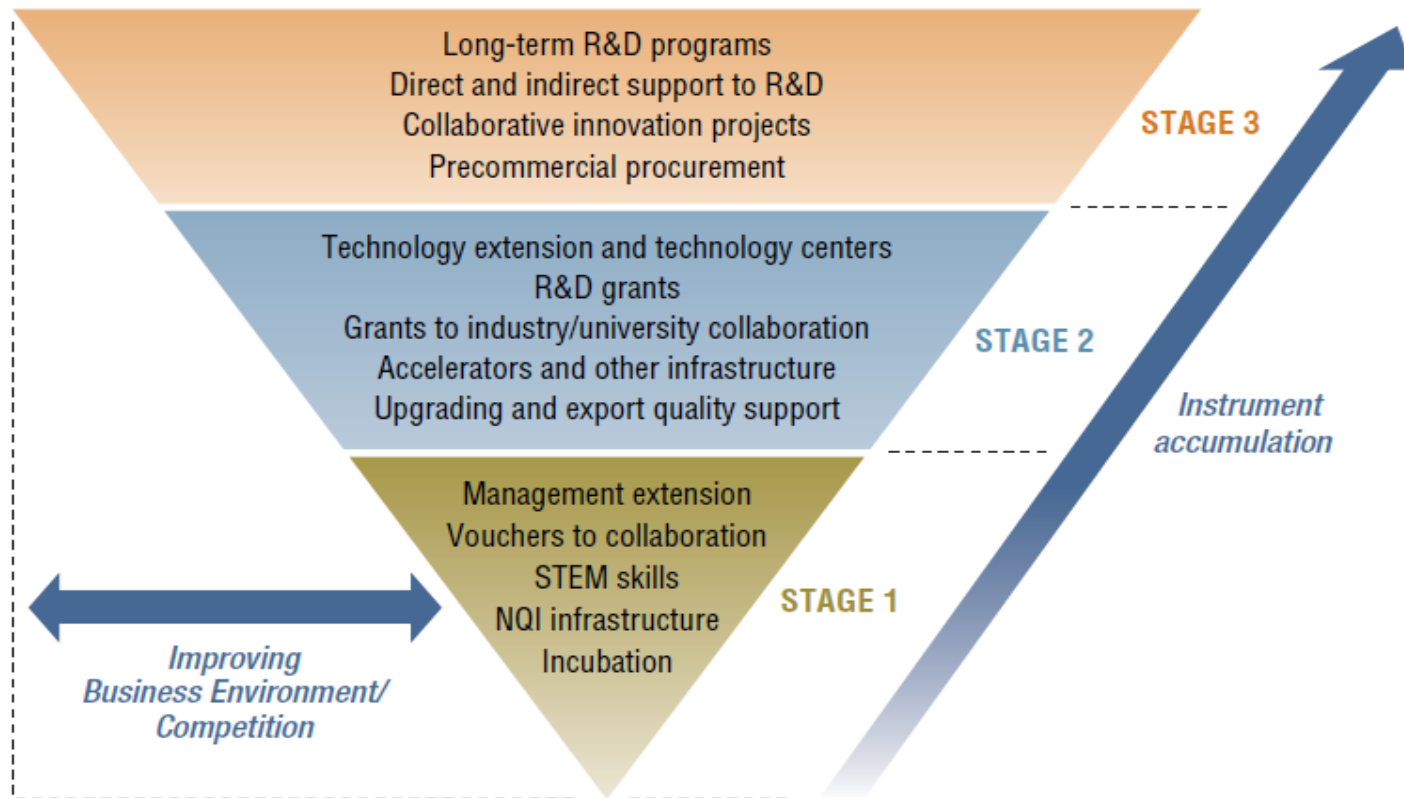 Long-term R&D programs
Direct and indirect support to R&D
Collaborative innovation projects
Precommercial procurement
STAGE 3
Technology extension and technology centers
R&D grants
Grants to industry/university collaboration
Accelerators and other infrastructure
Upgrading and export quality support
STAGE 2
Instrument
accumulation
Management extension
Vouchers to collaboration
STEM skills
NQI infrastructure
Incubation
STAGE 1
Improving
Business Environment/
Competition